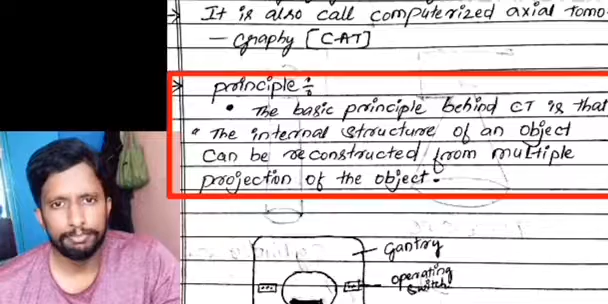 → It is also call computerized axial tomo-
- graphy [CAT]
→ principle:-
• The basic principle behind CT is that
• The internal structure of an object
can be reconstructed from multiple
projection of the object.
Gantry
operating
switch